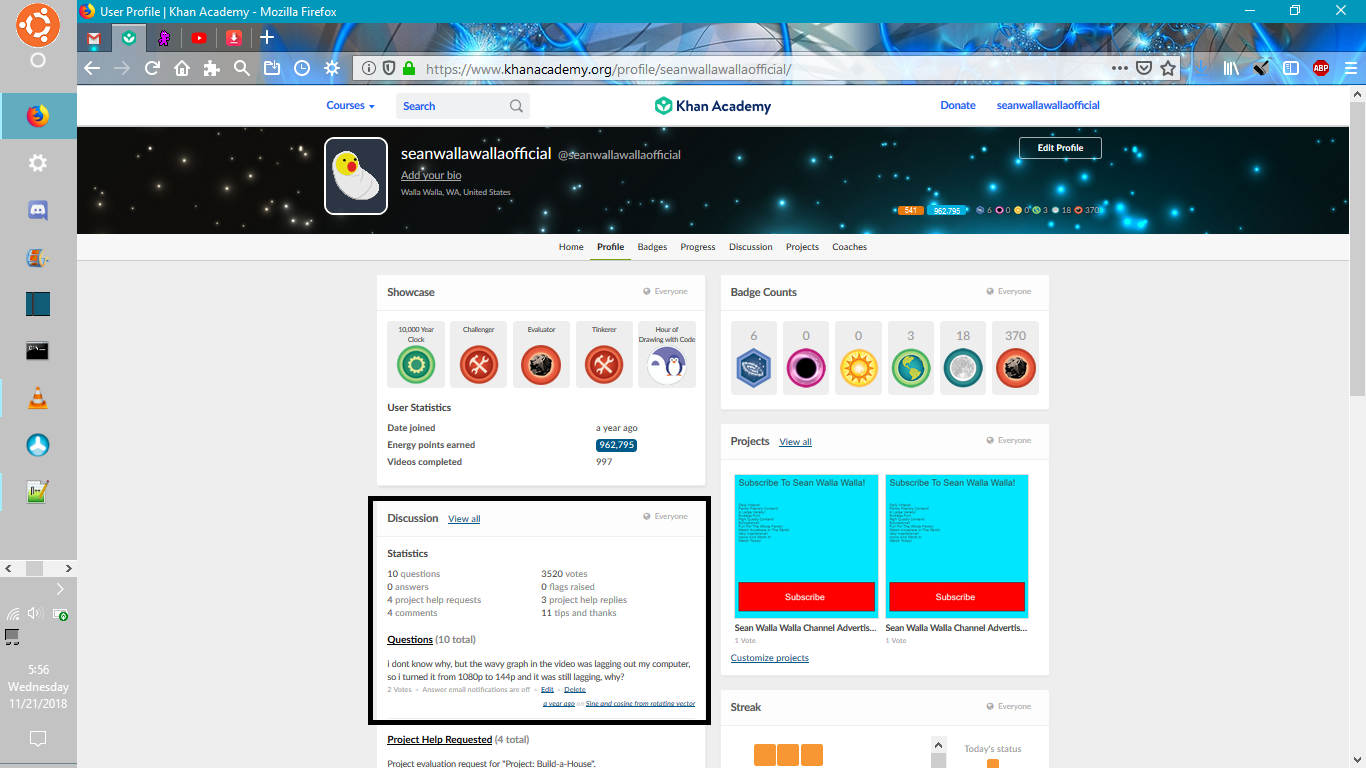 User Profile | Khan Academy - Mozilla Firefox
https://www.khanacademy.org/profile/seanwallawallaofficial/
ABP
Courses
Search
Khan Academy
Donate
seanwallawallaofficial
seanwallawallaofficial @seanwallawallaofficial
Add your bio
Walla Walla, WA, United States
Edit Profile
541 962,795 6 0 0 3 18 370
Home Profile Badges Progress Discussion Projects Coaches
Showcase
Everyone
10,000 Year
Clock
Challenger
Evaluator
Tinkerer
Hour of
Drawing with Code
User Statistics
Date joined a year ago
Energy points earned 962,795
Videos completed 997
Discussion View all
Everyone
Statistics
10 questions 3520 votes
0 answers 0 flags raised
4 project help requests 3 project help replies
4 comments 11 tips and thanks
Questions (10 total)
i dont know why, but the wavy graph in the video was lagging out my computer,
so i turned it from 1080p to 144p and it was still lagging, why?
2 Votes • Answer email notifications are off • Edit • Delete
a year ago on Sine and cosine from rotating vector
Project Help Requested (4 total)
Project evaluation request for "Project: Build-a-House".
Badge Counts
Everyone
6 0 0 3 18 370
Projects View all
Everyone
Subscribe To Sean Walla Walla!
Subscribe
Sean Walla Walla Channel Advertis...
1 Vote
Subscribe To Sean Walla Walla!
Subscribe
Sean Walla Walla Channel Advertis...
1 Vote
Customize projects
Streak
Everyone
Today's status
5:56
Wednesday
11/21/2018